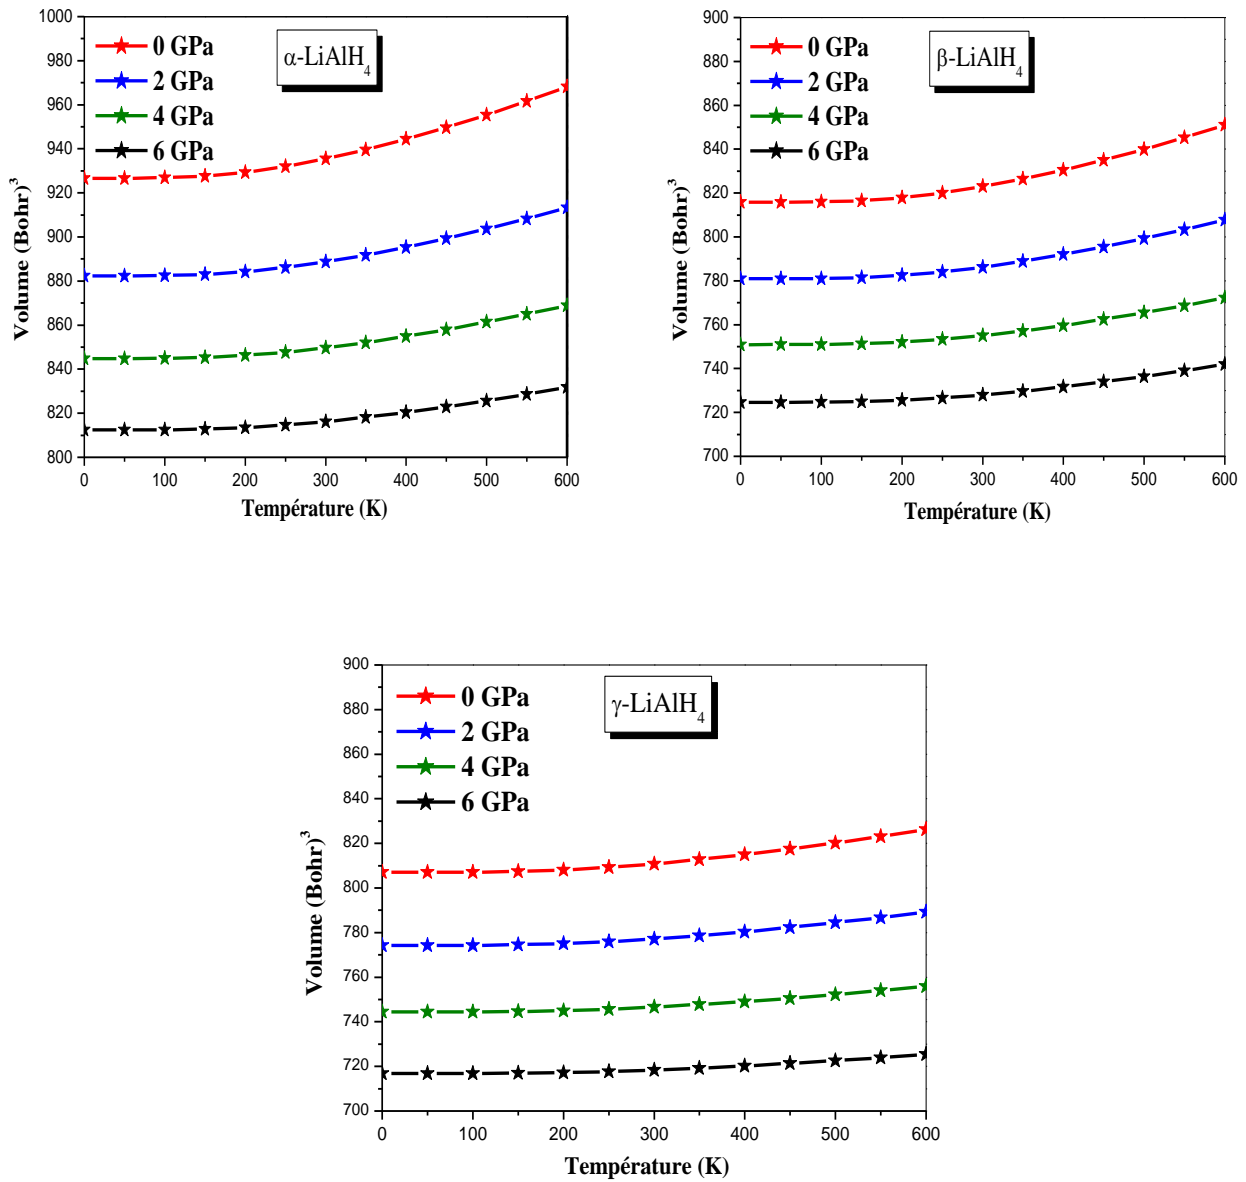 1000
980
960
940
920
900
880
860
840
820
800
0 GPa
2 GPa
4 GPa
6 GPa
α-LiAlH4
Volume (Bohr)3
0 100 200 300 400 500 600
Température (K)
900
880
860
840
820
800
780
760
740
720
700
0 GPa
2 GPa
4 GPa
6 GPa
β-LiAlH4
Volume (Bohr)3
0 100 200 300 400 500 600
Température (K)
900
880
860
840
820
800
780
760
740
720
700
0 GPa
2 GPa
4 GPa
6 GPa
γ-LiAlH4
Volume (Bohr)3
0 100 200 300 400 500 600
Température (K)